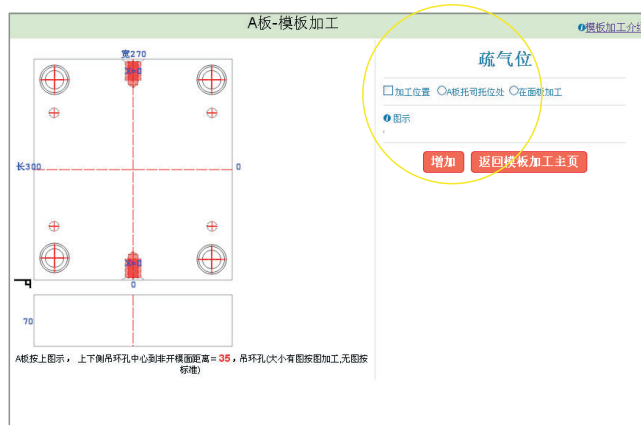 A板-模板加工
模板加工介绍
宽270
X=0
疏气位
加工位置 A板托司托位处 在面板加工
图示
增加 返回模板加工主页
长300
0
X=0
0
70
A板按上图示， 上下侧吊环孔中心到非开模面距离=35，吊环孔(大小有图按图加工,无图按
标准)